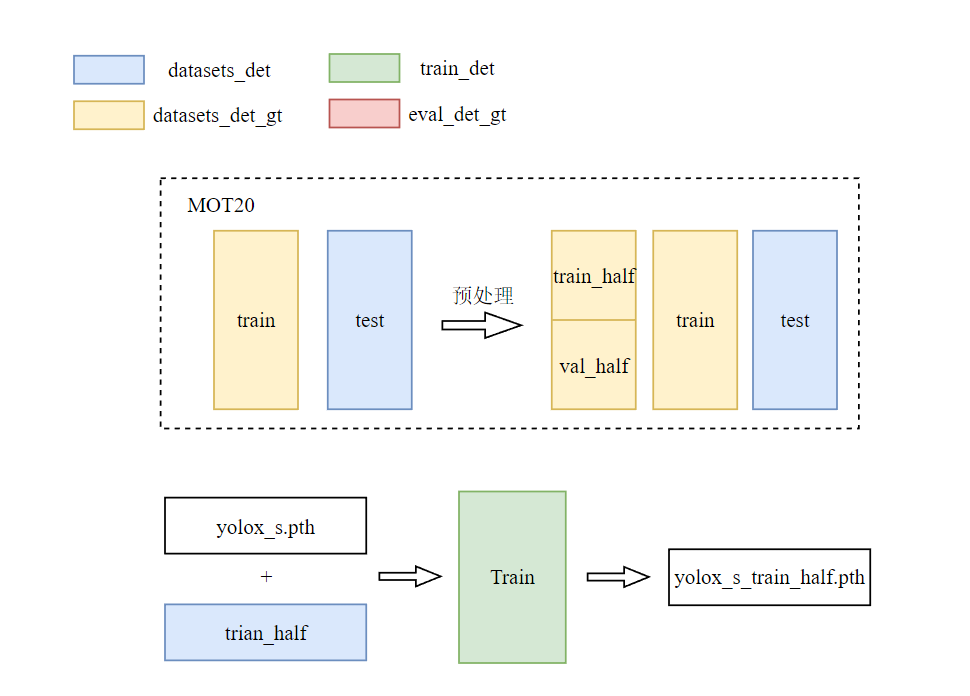 datasets_det
train_det
datasets_det_gt
eval_det_gt
MOT20
train
test
预处理
train_half
val_half
train
test
yolox_s.pth
+
trian_half
Train
yolox_s_train_half.pth